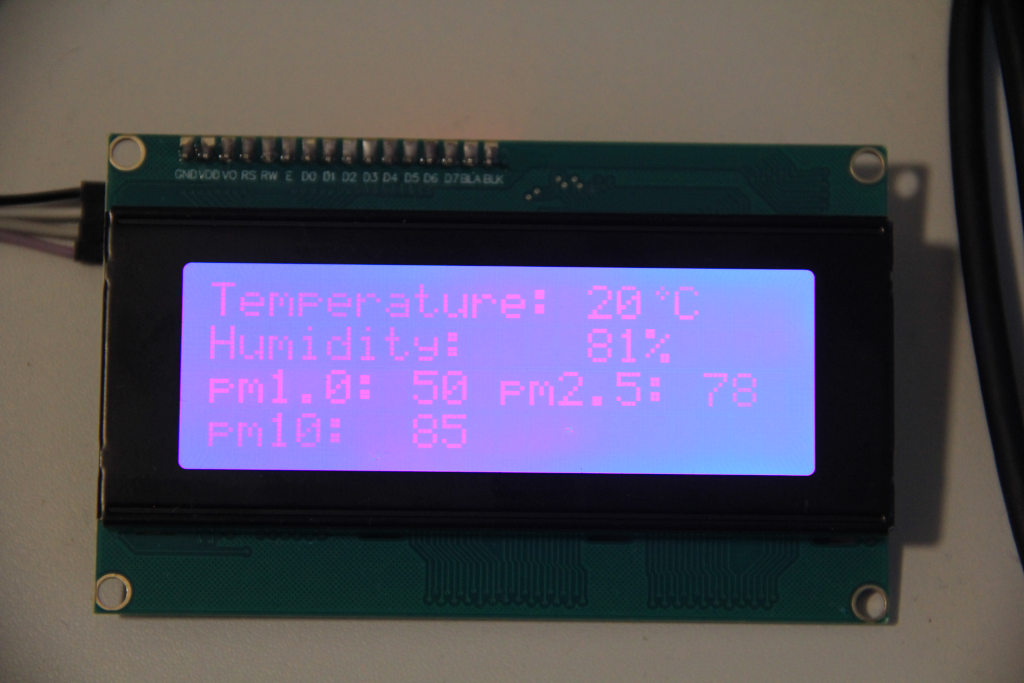 GND VDD VO RS RW E D0 D1 D2 D3 D4 D5 D6 D7 BLA BLK
Temperature: 20°C
Humidity: 81%
pm1.0: 50 pm2.5: 78
pm10: 85